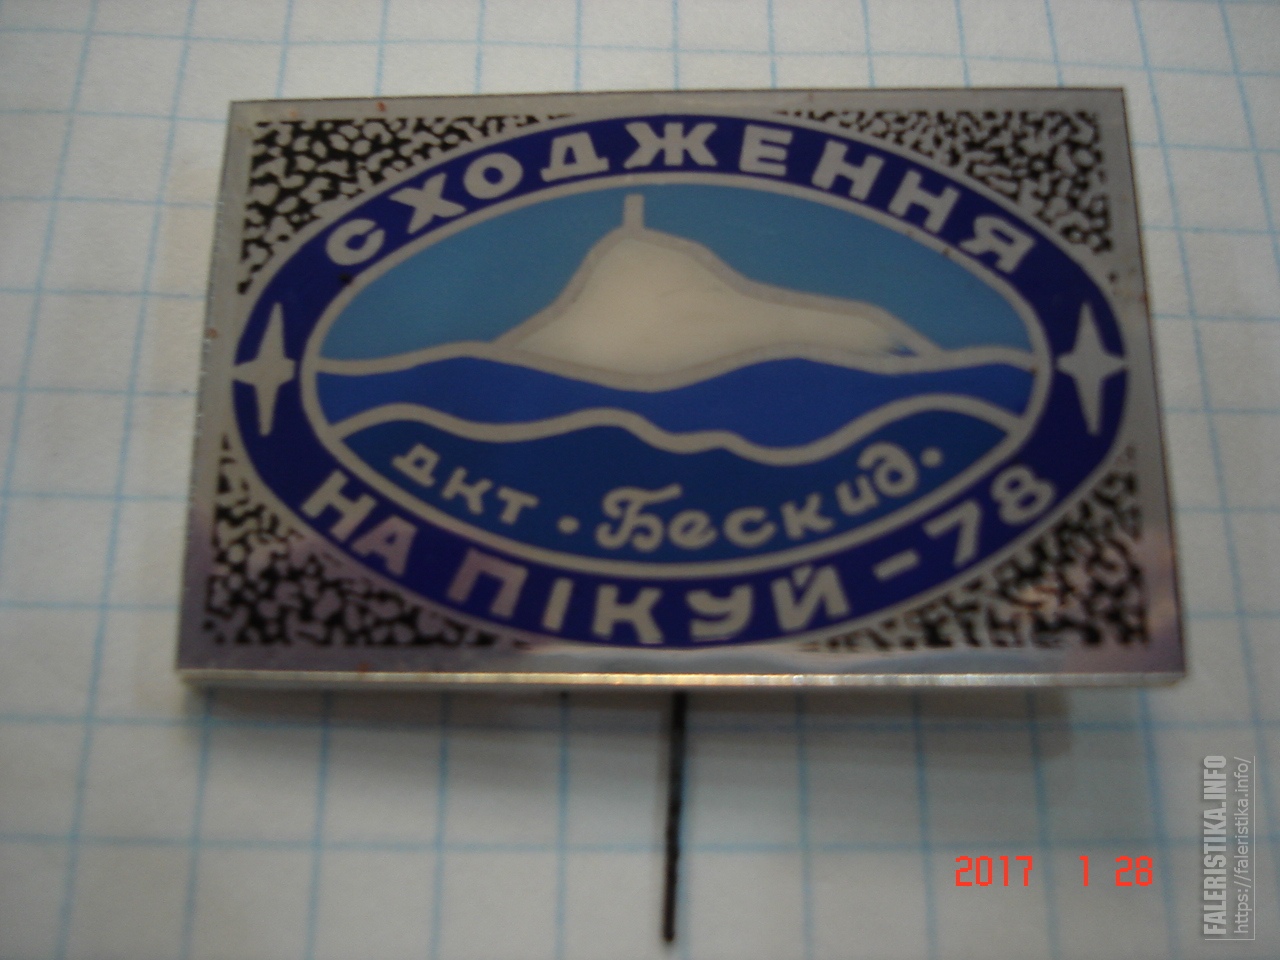 СХОДЖЕННЯ
ДКТ · Бескид ·
НА ПІКУЙ – 78
2017 1 28
FALERISTIKA.INFO
https://faleristika.info/